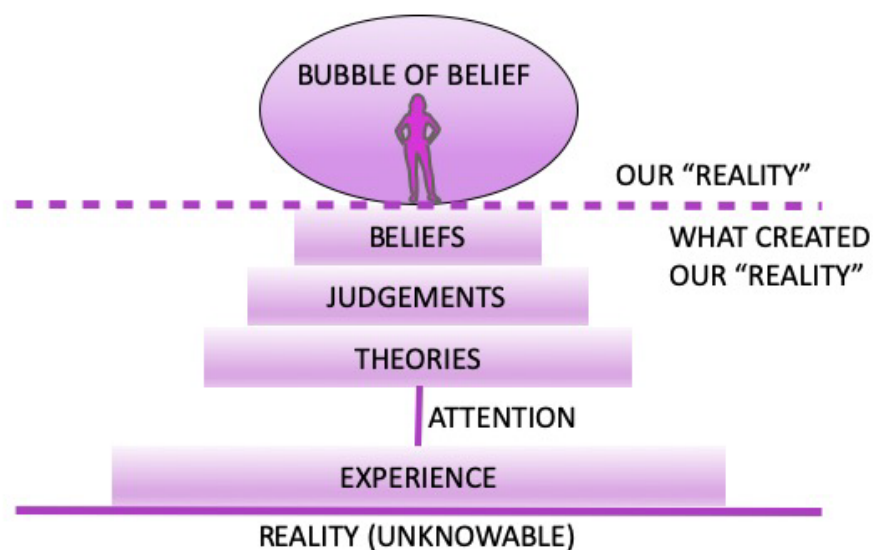 BUBBLE OF BELIEF
OUR “REALITY”
BELIEFS
WHAT CREATED
OUR “REALITY”
JUDGEMENTS
THEORIES
ATTENTION
EXPERIENCE
REALITY (UNKNOWABLE)